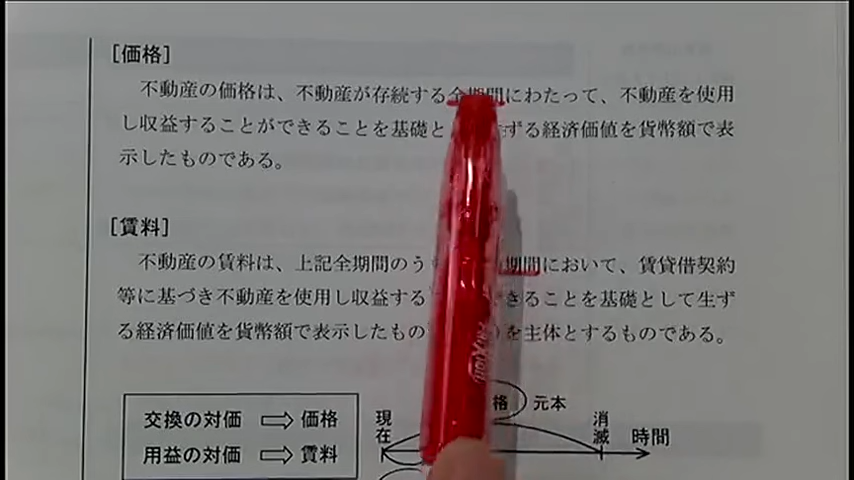 [価格]
不動産の価格は、不動産が存続する全期間にわたって、不動産を使用
し収益することができることを基礎と ずる経済価値を貨幣額で表
示したものである。
[賃料]
不動産の賃料は、上記全期間のう 期間において、賃貸借契約
等に基づき不動産を使用し収益する きることを基礎として生ず
る経済価値を貨幣額で表示したもの を主体とするものである。
交換の対価 ⇨ 価格
用益の対価 ⇨ 賃料
現在
格
元本
消滅
時間